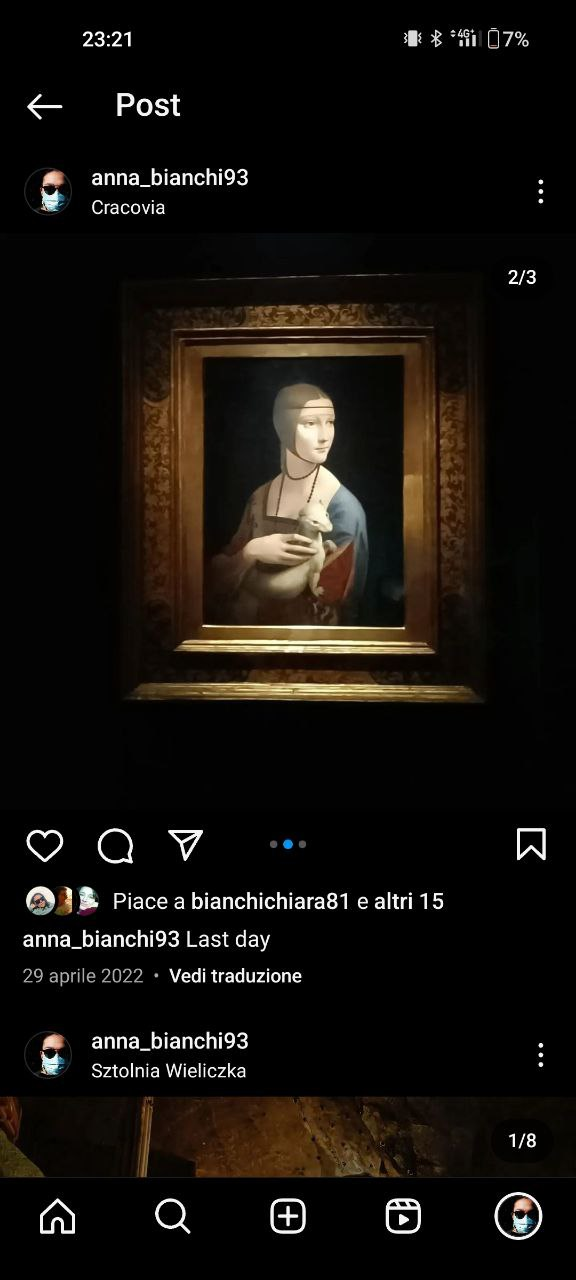 23:21
4G+
7%
Post
anna_bianchi93
Cracovia
2/3
Piace a bianchichiara81 e altri 15
anna_bianchi93 Last day
29 aprile 2022 • Vedi traduzione
anna_bianchi93
Sztolnia Wieliczka
1/8